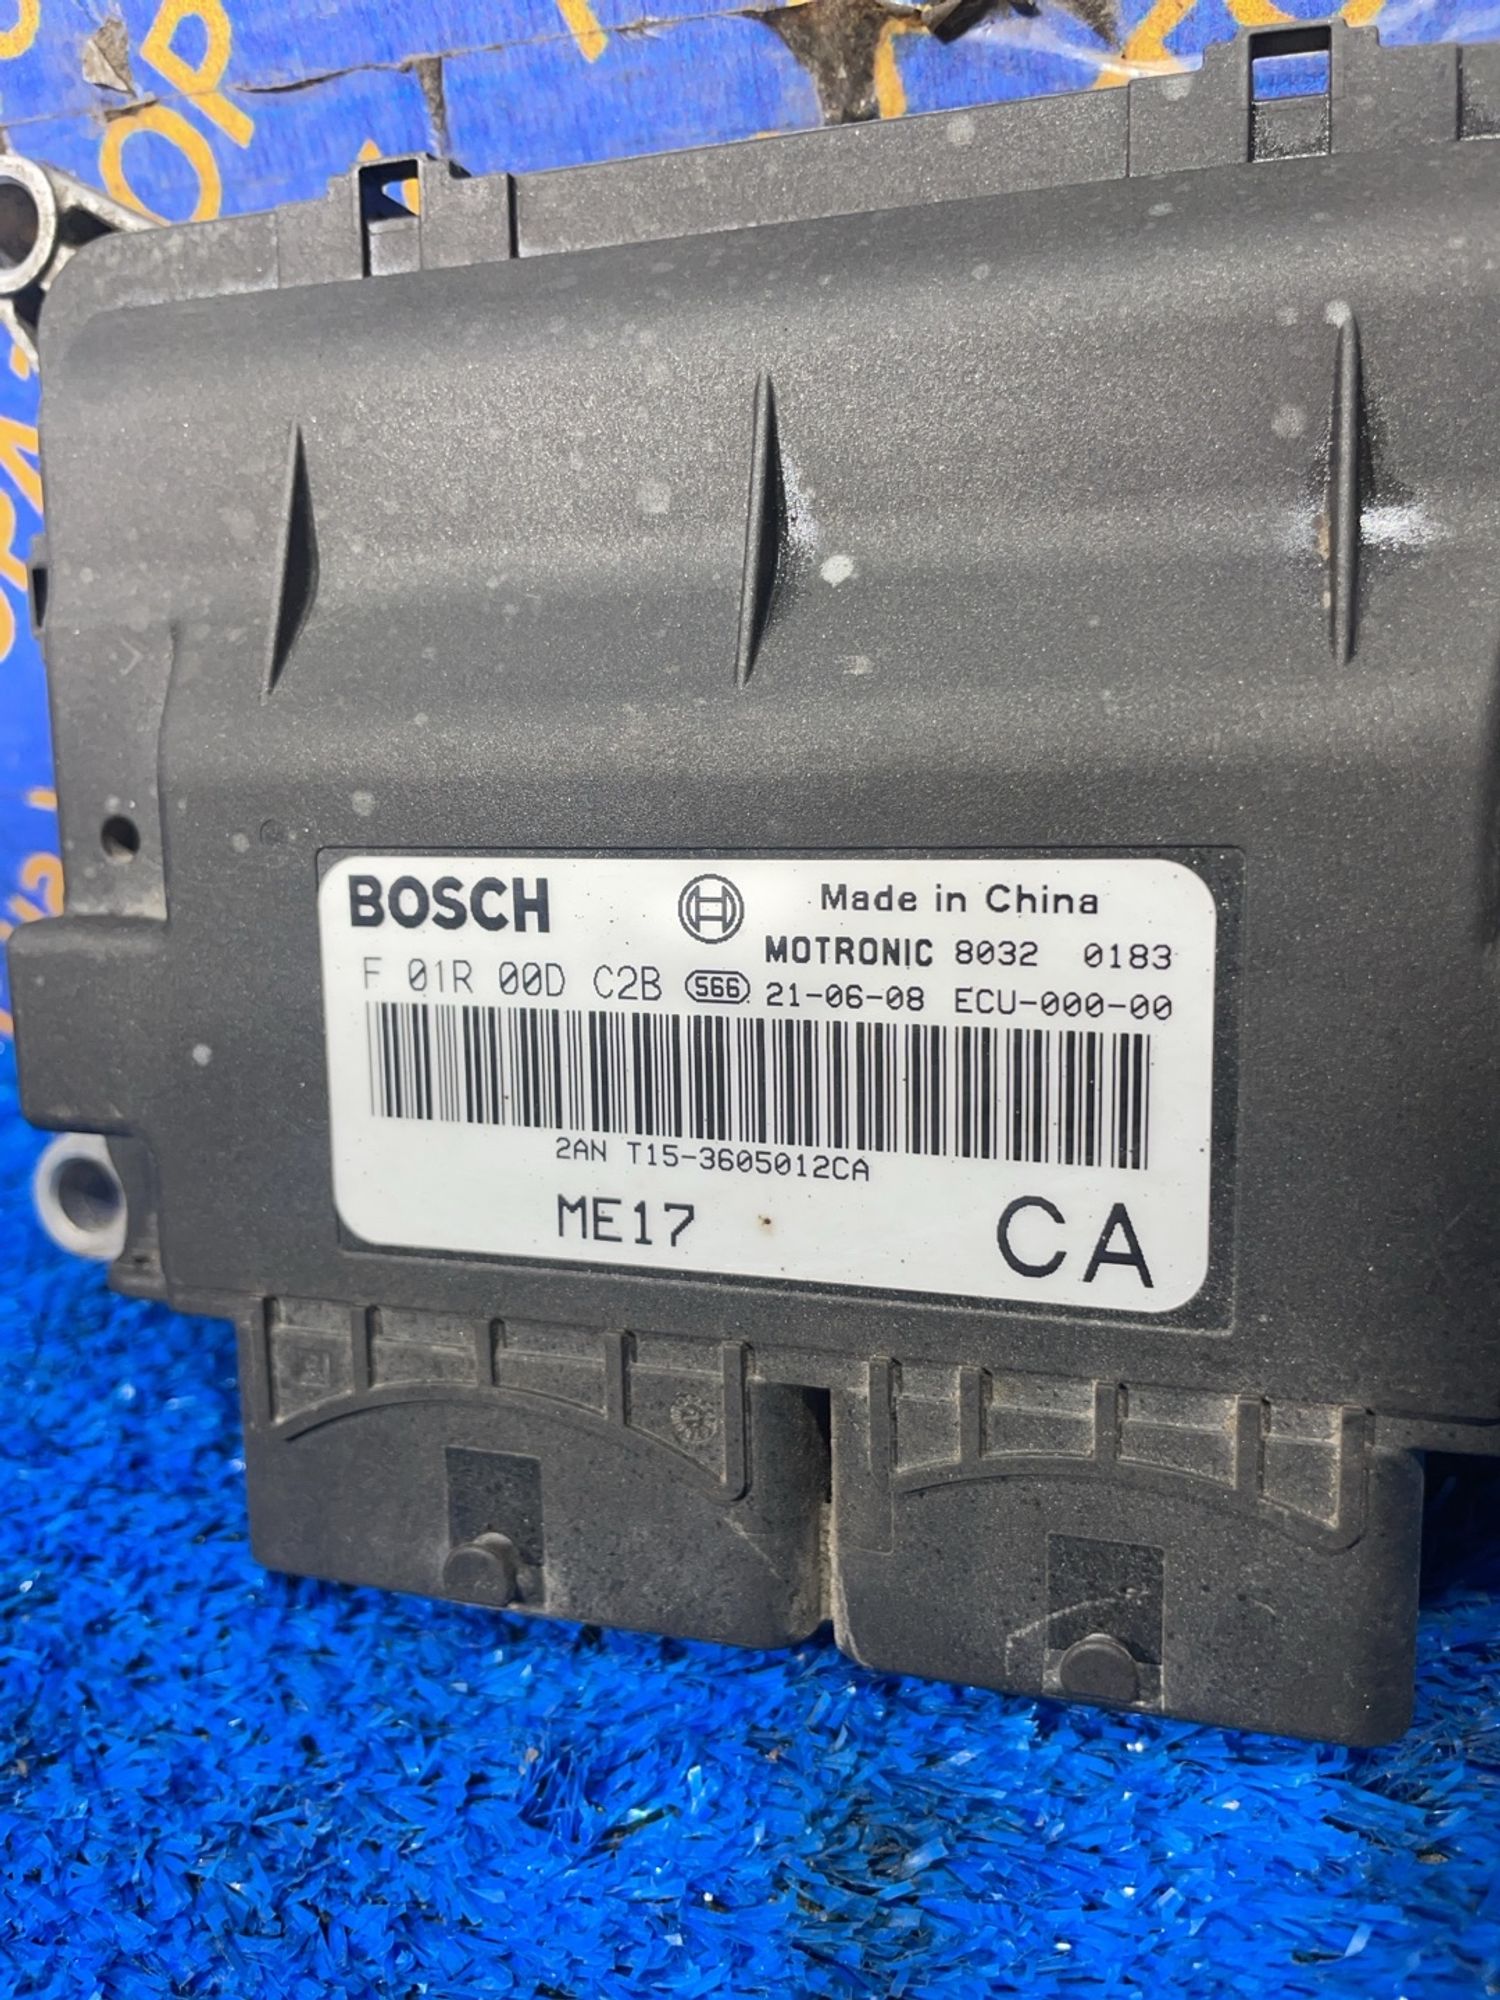 BOSCH
Made in China
MOTRONIC 8032 0183
F 01R 00D C2B 566 21-06-08 ECU-000-00
2AN T15-3605012CA
ME17
CA